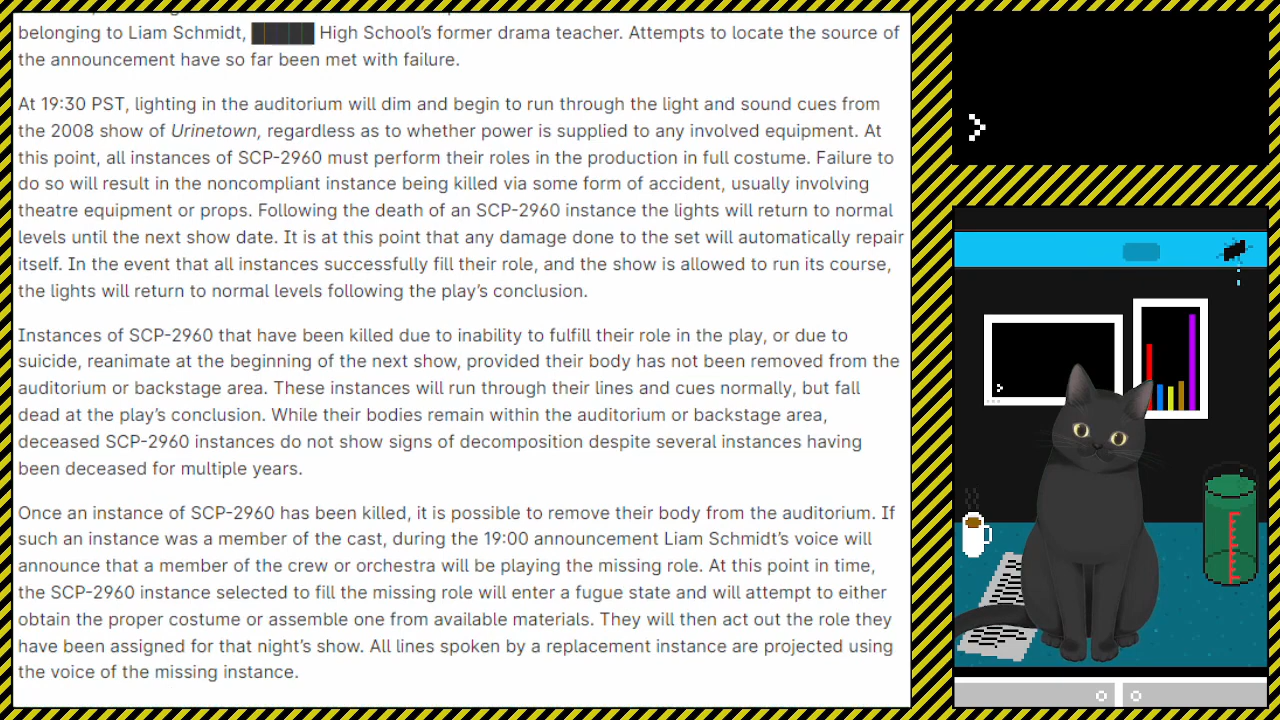 belonging to Liam Schmidt, ██████ High School's former drama teacher. Attempts to locate the source of
the announcement have so far been met with failure.
At 19:30 PST, lighting in the auditorium will dim and begin to run through the light and sound cues from
the 2008 show of Urinetown, regardless as to whether power is supplied to any involved equipment. At
this point, all instances of SCP-2960 must perform their roles in the production in full costume. Failure to
do so will result in the noncompliant instance being killed via some form of accident, usually involving
theatre equipment or props. Following the death of an SCP-2960 instance the lights will return to normal
levels until the next show date. It is at this point that any damage done to the set will automatically repair
itself. In the event that all instances successfully fill their role, and the show is allowed to run its course,
the lights will return to normal levels following the play's conclusion.
Instances of SCP-2960 that have been killed due to inability to fulfill their role in the play, or due to
suicide, reanimate at the beginning of the next show, provided their body has not been removed from the
auditorium or backstage area. These instances will run through their lines and cues normally, but fall
dead at the play's conclusion. While their bodies remain within the auditorium or backstage area,
deceased SCP-2960 instances do not show signs of decomposition despite several instances having
been deceased for multiple years.
Once an instance of SCP-2960 has been killed, it is possible to remove their body from the auditorium. If
such an instance was a member of the cast, during the 19:00 announcement Liam Schmidt's voice will
announce that a member of the crew or orchestra will be playing the missing role. At this point in time,
the SCP-2960 instance selected to fill the missing role will enter a fugue state and will attempt to either
obtain the proper costume or assemble one from available materials. They will then act out the role they
have been assigned for that night's show. All lines spoken by a replacement instance are projected using
the voice of the missing instance.
>
>